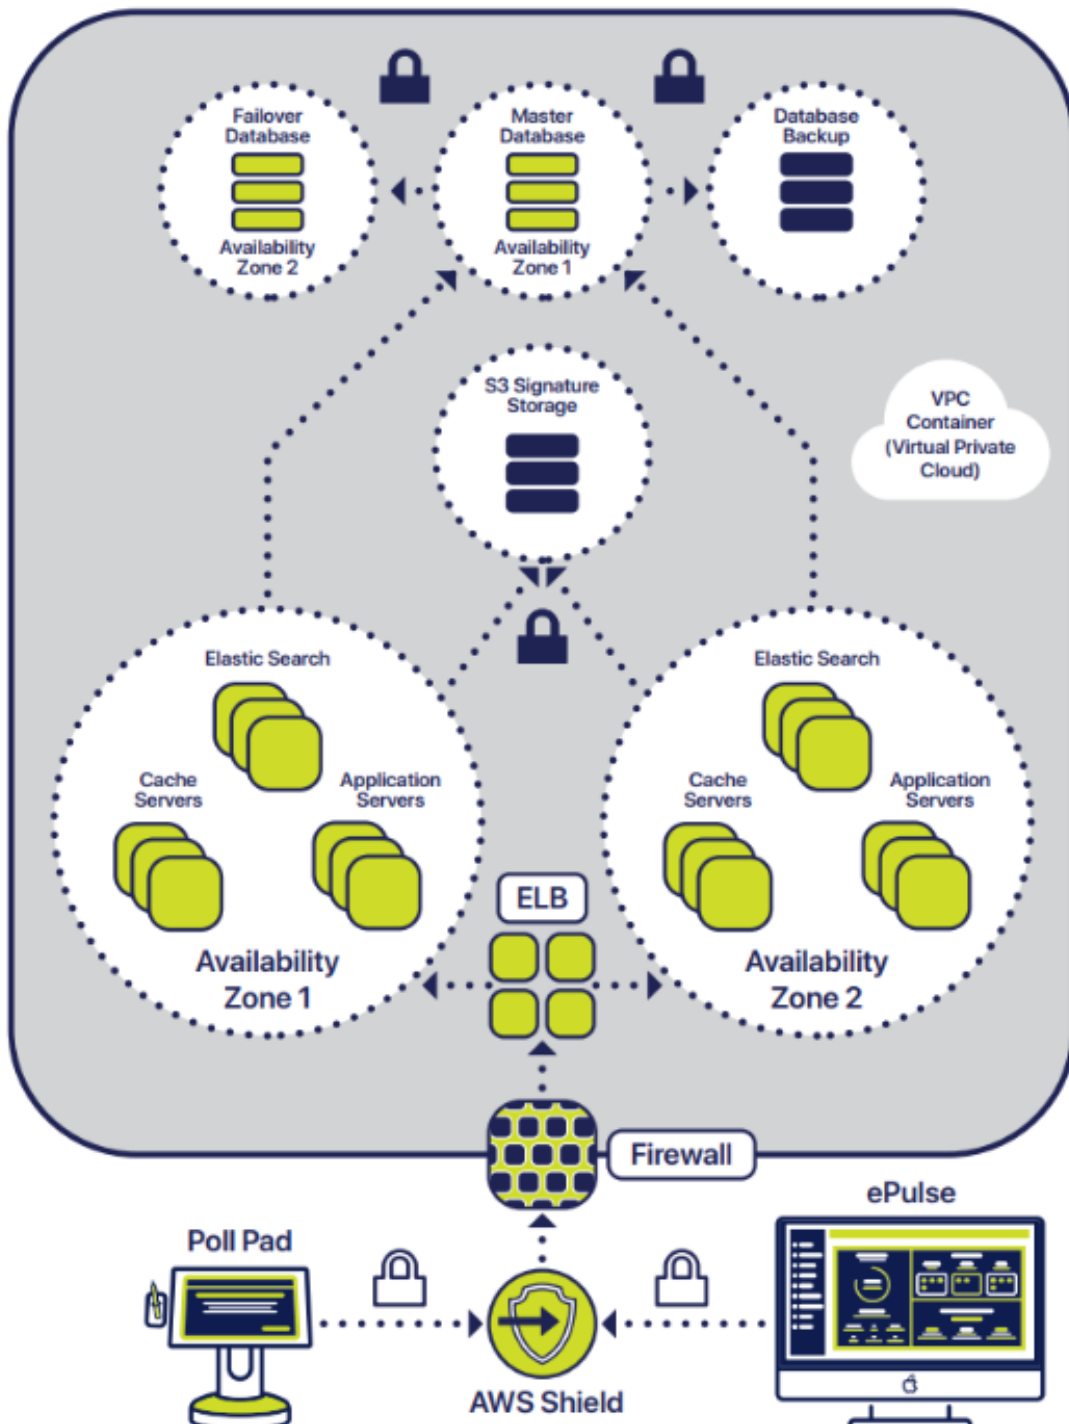 Failover
Database
Availability
Zone 2
Master
Database
Availability
Zone 1
Database
Backup
S3 Signature
Storage
VPC
Container
(Virtual Private
Cloud)
Elastic Search
Cache
Servers
Application
Servers
Availability
Zone 1
Elastic Search
Cache
Servers
Application
Servers
Availability
Zone 2
ELB
Firewall
Poll Pad
ePulse
AWS Shield